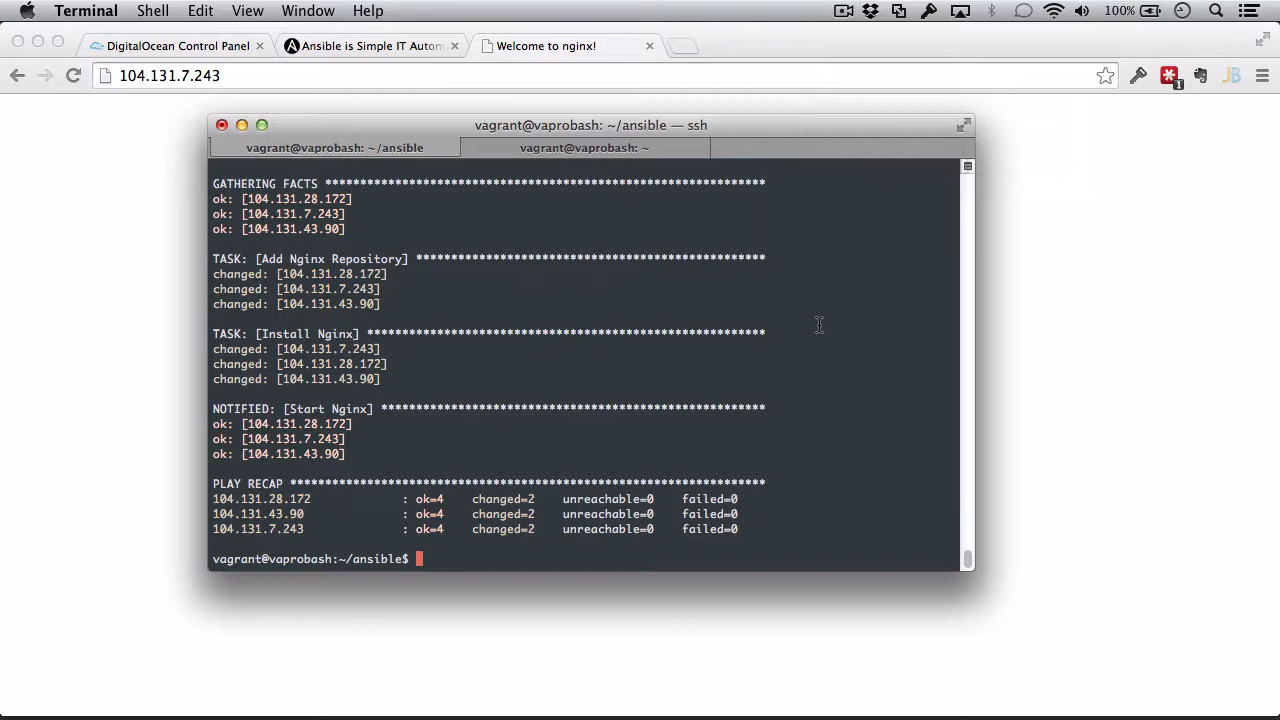 Terminal Shell Edit View Window Help 100%
DigitalOcean Control Panel Ansible is Simple IT Autom Welcome to nginx!
104.131.7.243 1 JB
vagrant@vaprobash: ~/ansible — ssh
vagrant@vaprobash: ~/ansible vagrant@vaprobash: ~
GATHERING FACTS ***************************************************************
ok: [104.131.28.172]
ok: [104.131.7.243]
ok: [104.131.43.90]
TASK: [Add Nginx Repository] **************************************************
changed: [104.131.28.172]
changed: [104.131.7.243]
changed: [104.131.43.90]
TASK: [Install Nginx] *********************************************************
changed: [104.131.7.243]
changed: [104.131.28.172]
changed: [104.131.43.90]
NOTIFIED: [Start Nginx] *******************************************************
ok: [104.131.28.172]
ok: [104.131.7.243]
ok: [104.131.43.90]
PLAY RECAP ********************************************************************
104.131.28.172 : ok=4 changed=2 unreachable=0 failed=0
104.131.43.90 : ok=4 changed=2 unreachable=0 failed=0
104.131.7.243 : ok=4 changed=2 unreachable=0 failed=0
vagrant@vaprobash:~/ansible$